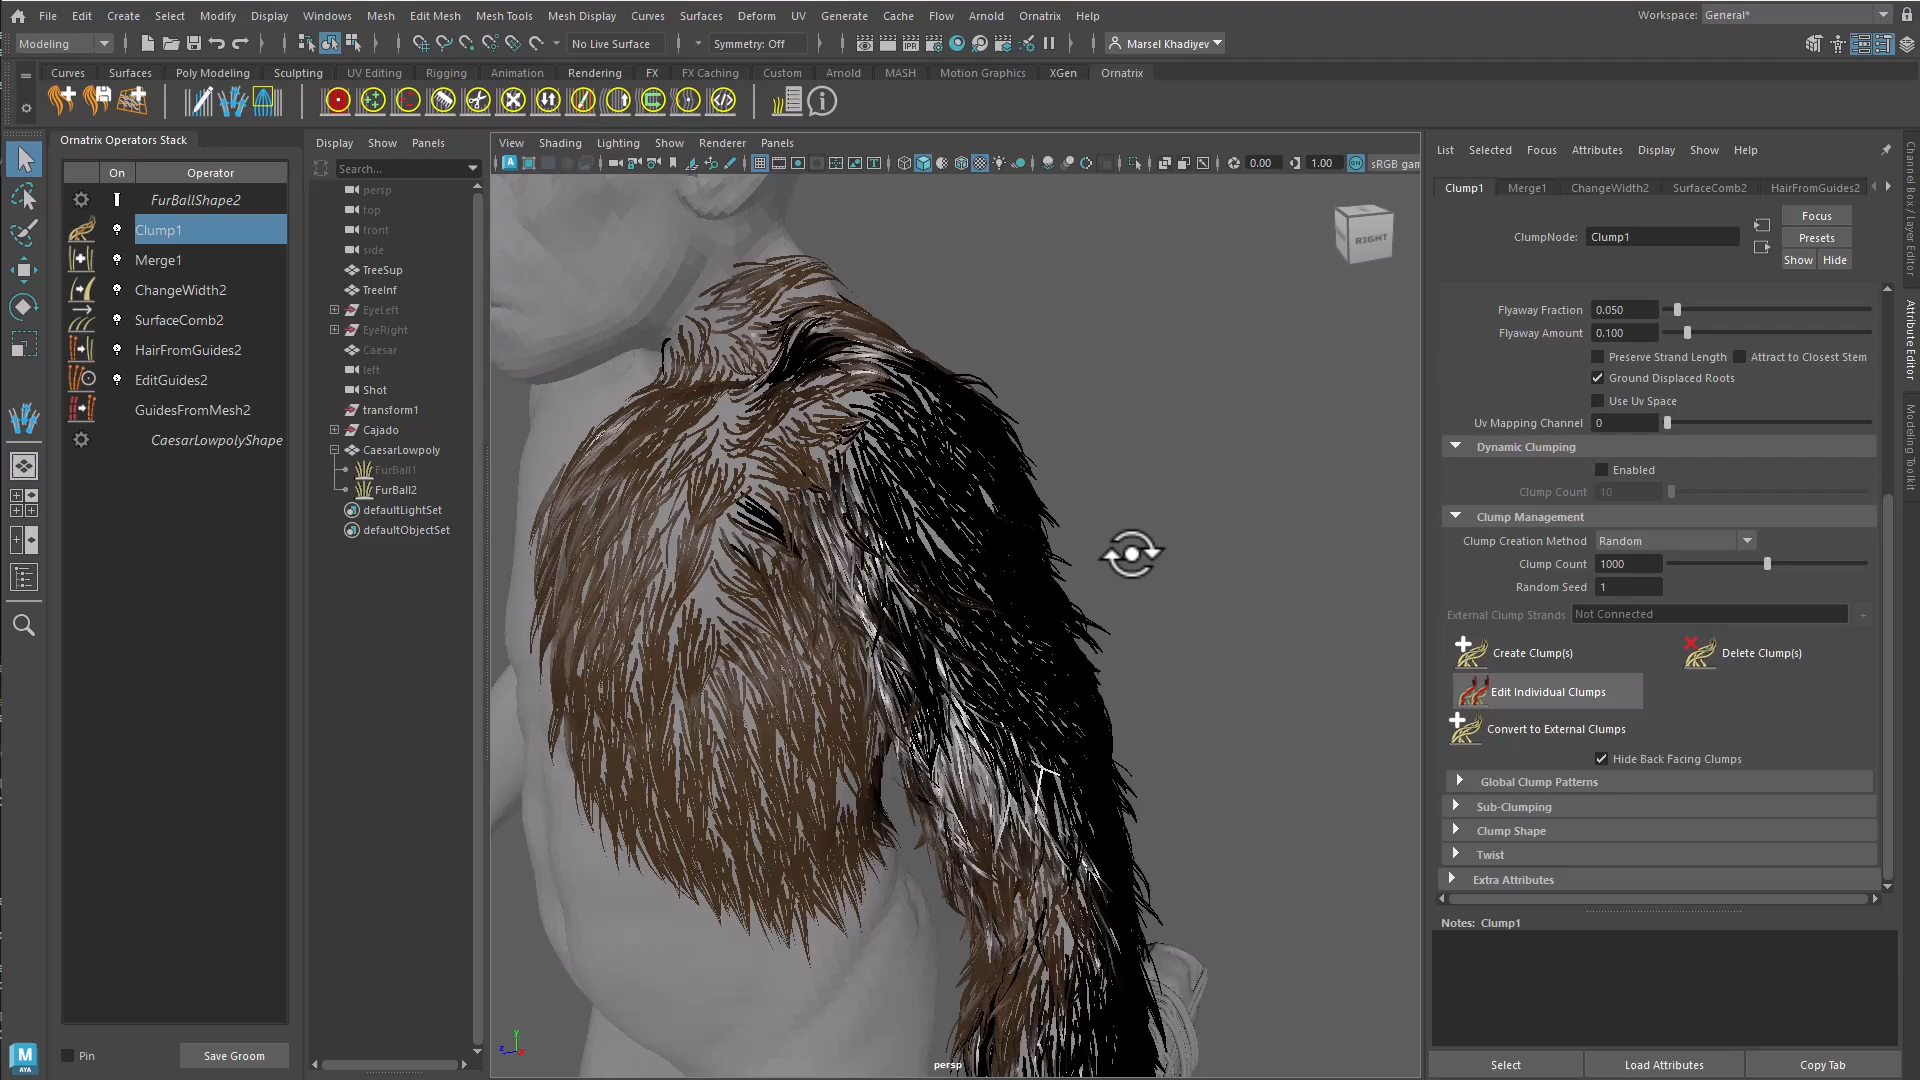 File Edit Create Select Modify Display Windows Mesh Edit Mesh Mesh Tools Mesh Display Curves Surfaces Deform UV Generate Cache Flow Arnold Ornatrix Help
Workspace: General*
Modeling
No Live Surface
Symmetry: Off
IPR
Marsel Khadiyev
Curves Surfaces Poly Modeling Sculpting UV Editing Rigging Animation Rendering FX FX Caching Custom Arnold MASH Motion Graphics XGen Ornatrix
Ornatrix Operators Stack
On Operator
FurBallShape2
Clump1
Merge1
ChangeWidth2
SurfaceComb2
HairFromGuides2
EditGuides2
GuidesFromMesh2
CaesarLowpolyShape
Pin
Save Groom
Display Show Panels
Search...
persp
top
front
side
TreeSup
TreeInf
EyeLeft
EyeRight
Caesar
left
Shot
transform1
Cajado
CaesarLowpoly
FurBall1
FurBall2
defaultLightSet
defaultObjectSet
View Shading Lighting Show Renderer Panels
0.00 1.00 sRGB gam
RIGHT
persp
y
z
x
List Selected Focus Attributes Display Show Help
Clump1 Merge1 ChangeWidth2 SurfaceComb2 HairFromGuides2
ClumpNode: Clump1
Focus
Presets
Show Hide
Flyaway Fraction 0.050
Flyaway Amount 0.100
Preserve Strand Length Attract to Closest Stem
Ground Displaced Roots
Use Uv Space
Uv Mapping Channel 0
Dynamic Clumping
Enabled
Clump Count 10
Clump Management
Clump Creation Method Random
Clump Count 1000
Random Seed 1
External Clump Strands Not Connected
Create Clump(s) Delete Clump(s)
Edit Individual Clumps
Convert to External Clumps
Hide Back Facing Clumps
Global Clump Patterns
Sub-Clumping
Clump Shape
Twist
Extra Attributes
Notes: Clump1
Select Load Attributes Copy Tab
Channel Box / Layer Editor
Attribute Editor
Modeling Toolkit
M
AYA